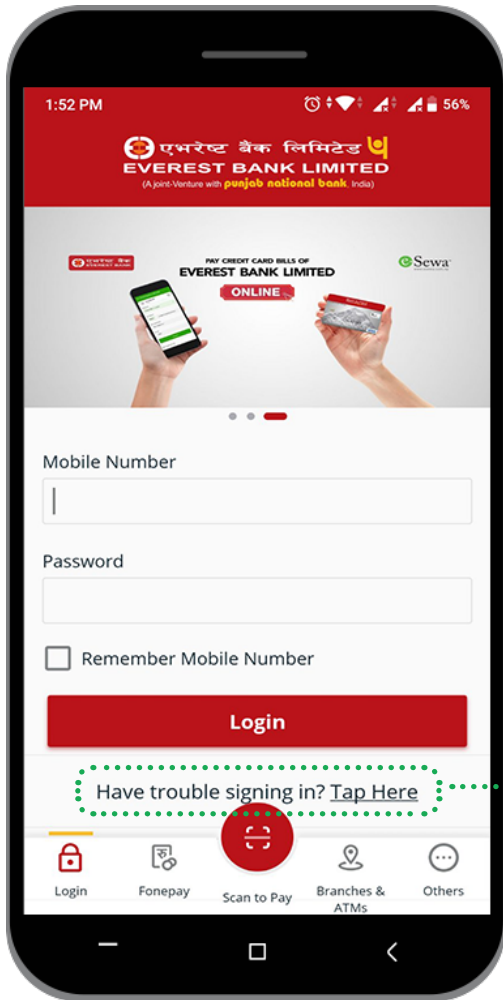 1:52 PM
56%
एभरेष्ट बैंक लिमिटेड
EVEREST BANK LIMITED
(A joint-Venture with punjab national bank, India)
PAY CREDIT CARD BILLS OF
EVEREST BANK LIMITED
ONLINE
eSewa
Mobile Number
Password
Remember Mobile Number
Login
Have trouble signing in? Tap Here
Login
Fonepay
Scan to Pay
Branches &
ATMs
Others